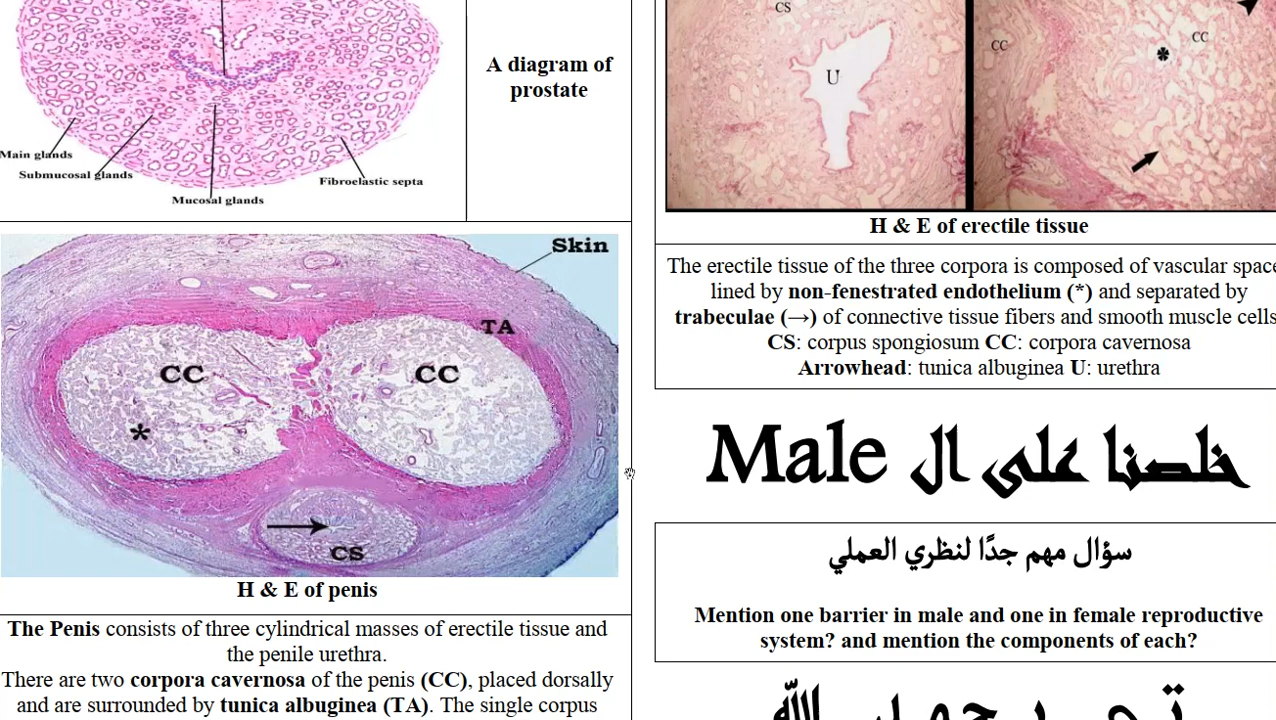 A diagram of
prostate
Main glands
Submucosal glands
Mucosal glands
Fibroelastic septa
Skin
TA
CC
CC
*
CS
H & E of penis
The Penis consists of three cylindrical masses of erectile tissue and
the penile urethra.
There are two corpora cavernosa of the penis (CC), placed dorsally
and are surrounded by tunica albuginea (TA). The single corpus
CS
U
CC
CC
*
H & E of erectile tissue
The erectile tissue of the three corpora is composed of vascular space
lined by non-fenestrated endothelium (*) and separated by
trabeculae (→) of connective tissue fibers and smooth muscle cells
CS: corpus spongiosum CC: corpora cavernosa
Arrowhead: tunica albuginea U: urethra
خلصنا على ال Male
سؤال مهم جدًا لنظري العملي
Mention one barrier in male and one in female reproductive
system? and mention the components of each?
الله